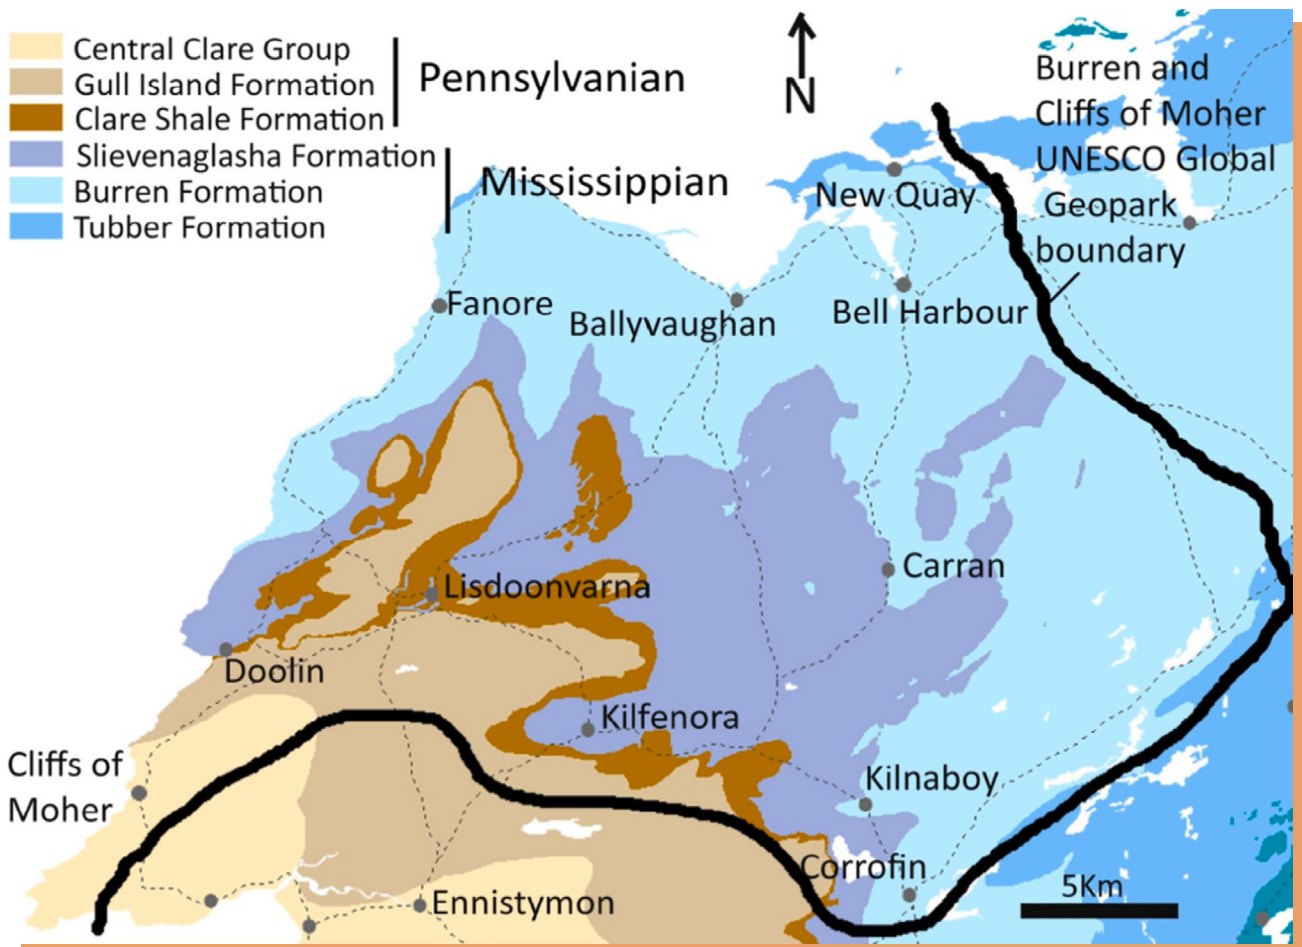 Central Clare Group
Gull Island Formation
Clare Shale Formation
Pennsylvanian
Slievenaglasha Formation
Burren Formation
Tubber Formation
Mississippian
N
Burren and
Cliffs of Moher
UNESCO Global
Geopark
boundary
New Quay
Fanore
Ballyvaughan
Bell Harbour
Carran
Lisdoonvarna
Doolin
Kilfenora
Cliffs of
Moher
Kilnaboy
Corrofin
Ennistymon
5Km